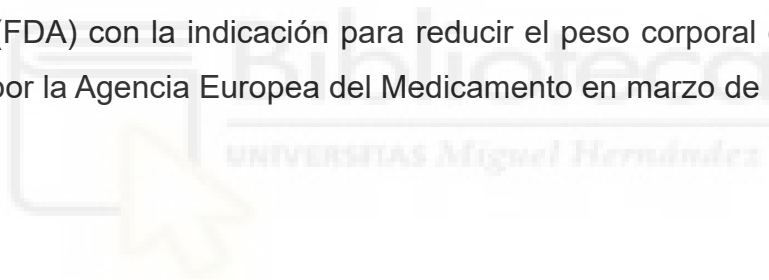 (FDA) con la indicación para reducir el peso corporal
por la Agencia Europea del Medicamento en marzo de
Biblioteca
UNIVERSITAS Miguel Hernández